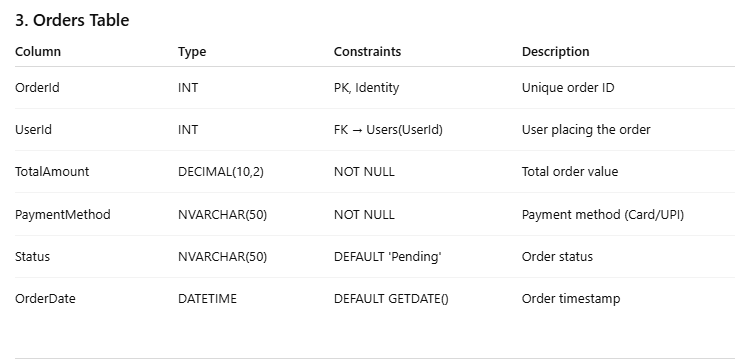 3. Orders Table
Column Type Constraints Description
OrderId INT PK, Identity Unique order ID
UserId INT FK → Users(UserId) User placing the order
TotalAmount DECIMAL(10,2) NOT NULL Total order value
PaymentMethod NVARCHAR(50) NOT NULL Payment method (Card/UPI)
Status NVARCHAR(50) DEFAULT 'Pending' Order status
OrderDate DATETIME DEFAULT GETDATE() Order timestamp